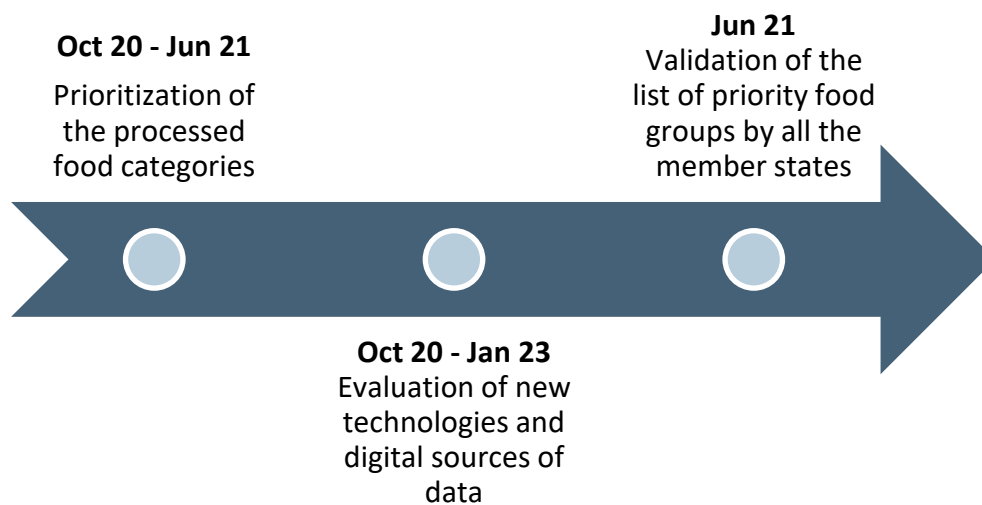 Oct 20 - Jun 21
Prioritization of
the processed
food categories
Oct 20 - Jan 23
Evaluation of new
technologies and
digital sources of
data
Jun 21
Validation of the
list of priority food
groups by all the
member states